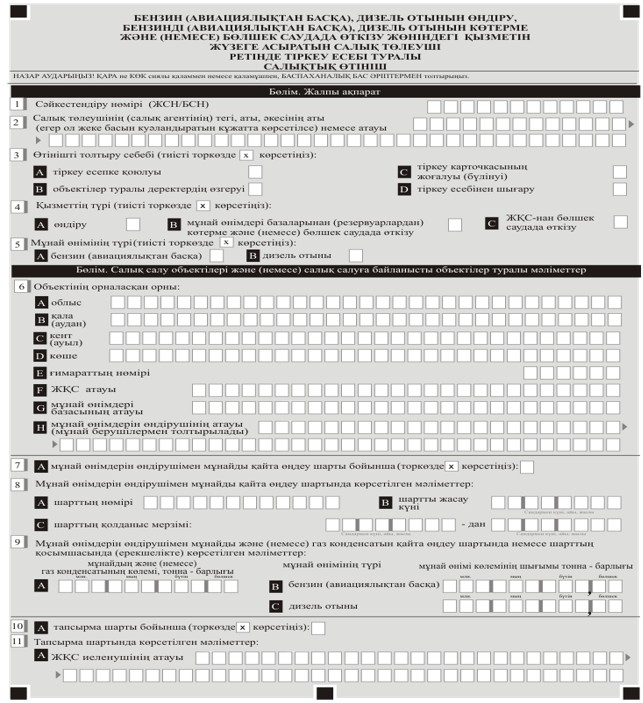 БЕНЗИН (АВИАЦИЯЛЫҚТАН БАСҚА), ДИЗЕЛЬ ОТЫНЫН ӨНДІРУ,
БЕНЗИНДІ (АВИАЦИЯЛЫҚТАН БАСҚА), ДИЗЕЛЬ ОТЫНЫН КӨТЕРМЕ
ЖӘНЕ (НЕМЕСЕ) БӨЛШЕК САУДАДА ӨТКІЗУ ЖӨНІНДЕГІ ҚЫЗМЕТІН
ЖҮЗЕГЕ АСЫРАТЫН САЛЫҚ ТӨЛЕУШІ
РЕТІНДЕ ТІРКЕУ ЕСЕБІ ТУРАЛЫ
САЛЫҚТЫҚ ӨТІНІШ
НАЗАР АУДАРЫҢЫЗ! ҚАРА не КӨК сиялы қаламмен немесе қаламұшпен, БАСПАХАНАЛЫҚ БАС ӘРІПТЕРМЕН толтырыңыз.
Бөлім. Жалпы ақпарат
1 Сәйкестендіру нөмірі (ЖСН/БСН)
2 Салық төлеушінің (салық агентінің) тегі, аты, әкесінің аты
(егер ол жеке басын куәландыратын құжатта көрсетілсе) немесе атауы
3 Өтінішті толтыру себебі (тиісті торкөзде x көрсетіңіз):
A тіркеу есепке қоюлуы
C тіркеу карточкасының
жоғалуы (бүлінуі)
B объектілер туралы деректердің өзгеруі
D тіркеу есебінен шығару
4 Қызметтің түрі (тиісті торкөзде x көрсетіңіз):
A өндіру
B мұнай өнімдері базаларынан (резервуарлардан)
көтерме және (немесе) бөлшек саудада өткізу
C ЖҚС-нан бөлшек
саудада өткізу
5 Мұнай өнімінің түрі(тиісті торкөзде x көрсетіңіз):
A бензин (авиациялықтан басқа)
B дизель отыны
Бөлім. Салық салу объектілері және (немесе) салық салуға байланысты объектілер туралы мәліметтер
6 Объектінің орналасқан орны:
A облыс
B қала
(аудан)
C кент
(ауыл)
D көше
E ғимараттың нөмірі
F ЖҚС атауы
G мұнай өнімдері
базасының атауы
H мұнай өнімдерін өндірушінің атауы
(мұнай берушілермен толтырылады)
7 A мұнай өнімдерін өндірушімен мұнайды қайта өңдеу шарты бойынша(торкөзде x көрсетіңіз):
8 Мұнай өнімдерін өндірушімен мұнайды қайта өңдеу шартында көрсетілген мәліметтер:
A шарттың нөмірі
B шартты жасау
күні
C шарттың қолданыс мерзімі:
- дан
9 Мұнай өнімдерін өндірушімен мұнайды және (немесе) газ конденсатын қайта өңдеу шартында немесе шарттың
қосымшасында (ерекшелікте) көрсетілген мәліметтер:
мұнайдың және (немесе)
газ конденсатының көлемі, тонна - барлығы
мұнай өнімінің түрі
мұнай өнімі көлемінің шығымы тонна - барлығы
A
B бензин (авиациялықтан басқа)
C дизель отыны
10 A тапсырма шарты бойынша(торкөзде x көрсетіңіз):
11 Тапсырма шартында көрсетілген мәліметтер:
A ЖҚС иеленушінің атауы